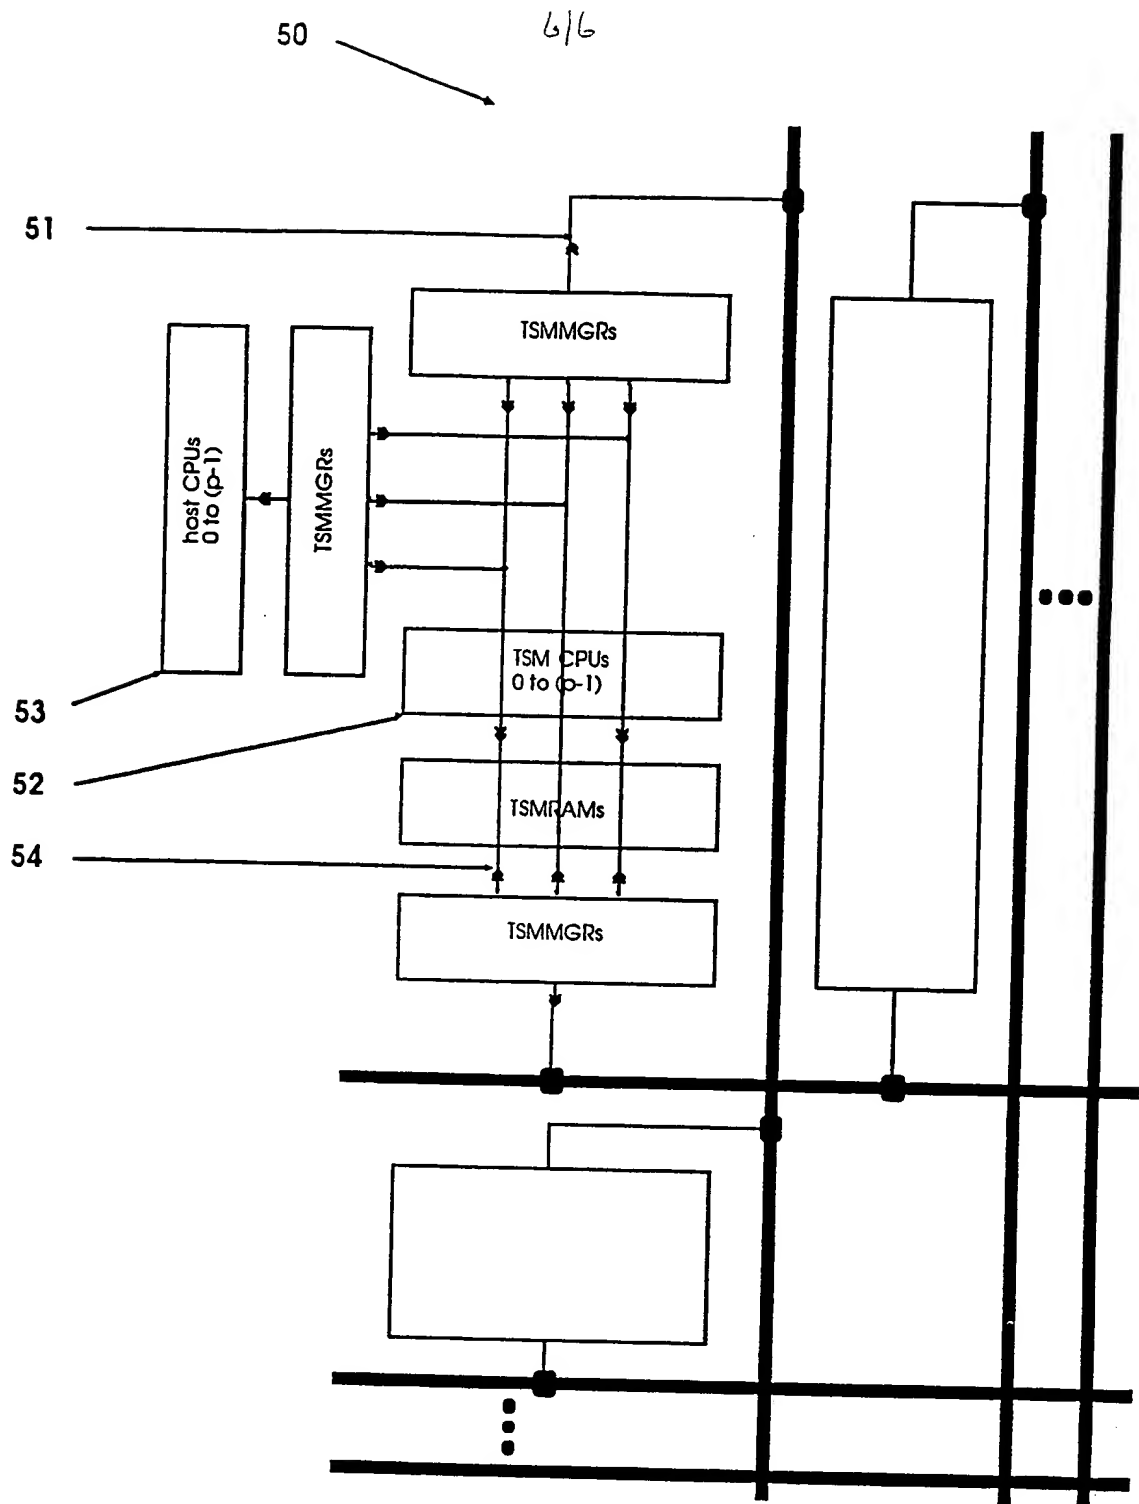 6/6
50
51
TSMMGRs
host CPUs
0 to (p-1)
TSMMGRs
TSM CPUs
0 to (p-1)
53
52
TSMRAMs
54
TSMMGRs